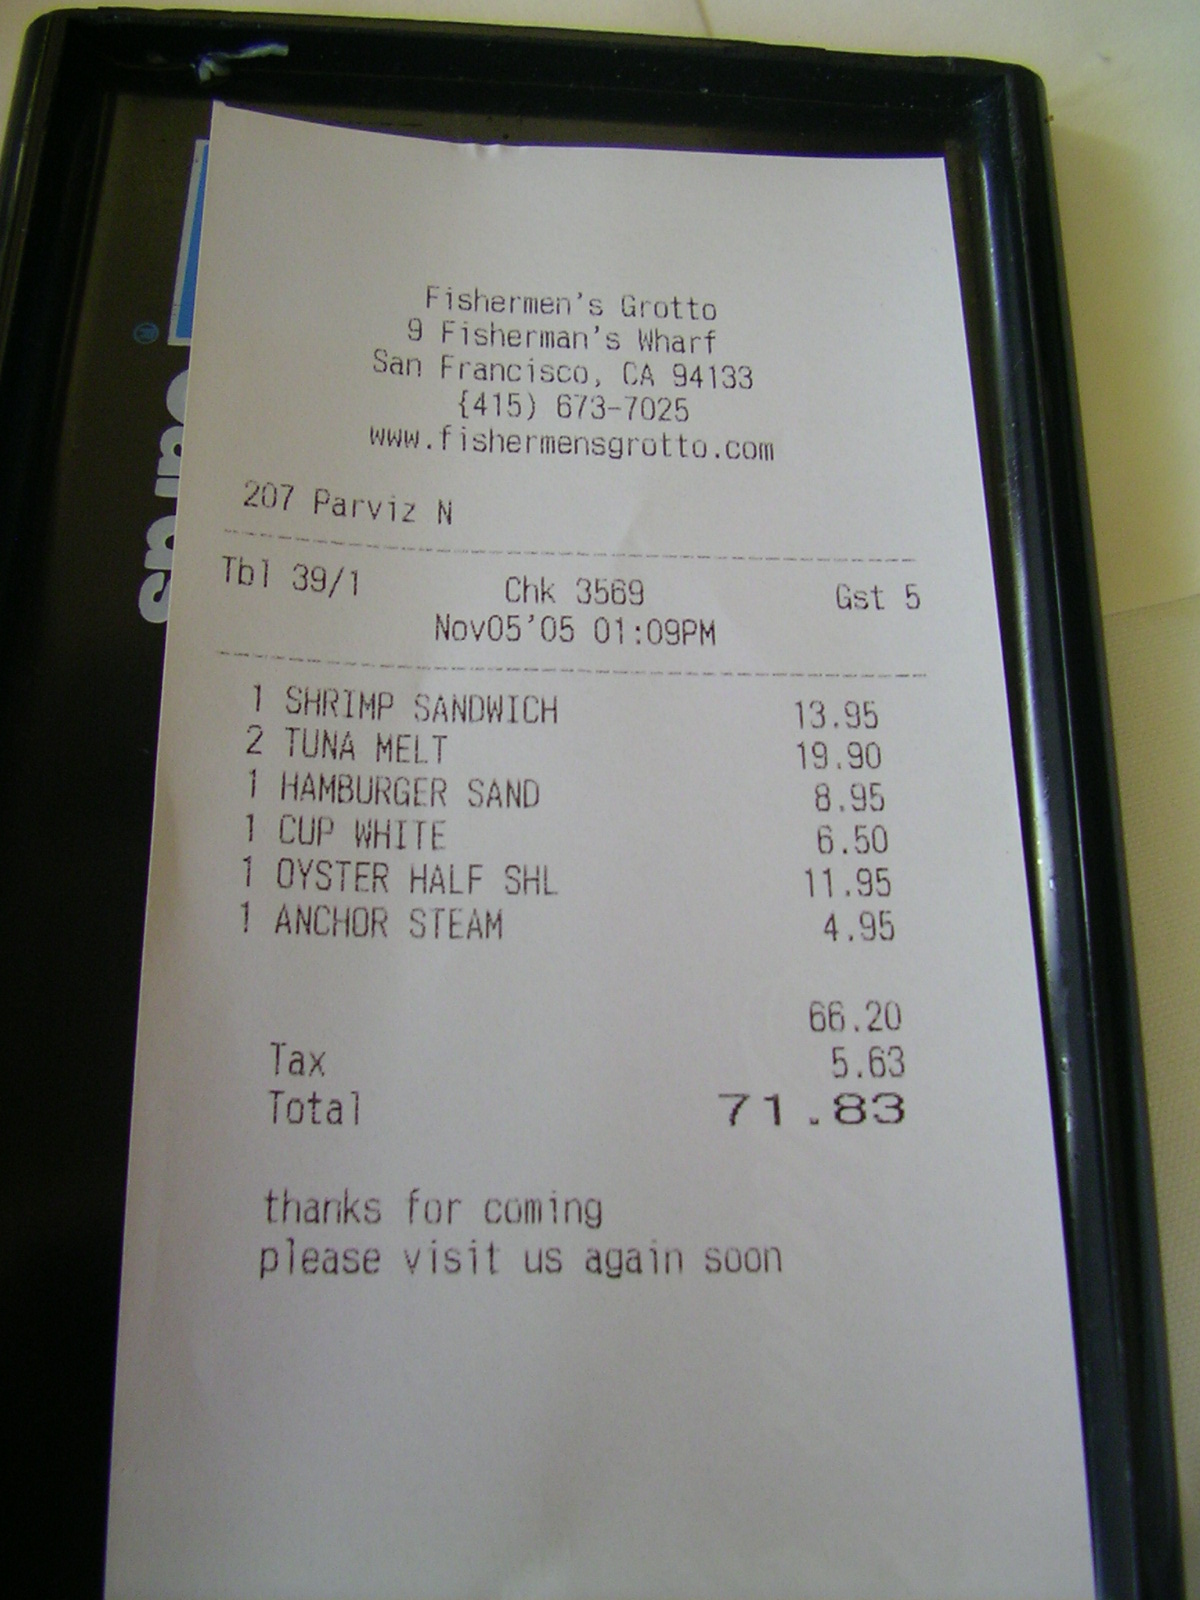 Fishermen's Grotto
9 Fisherman's Wharf
San Francisco, CA 94133
{415) 673-7025
www.fishermensgrotto.com
207 Parviz N
Tbl 39/1 Chk 3569 Gst 5
Nov05'05 01:09PM
1 SHRIMP SANDWICH 13.95
2 TUNA MELT 19.90
1 HAMBURGER SAND 8.95
1 CUP WHITE 6.50
1 OYSTER HALF SHL 11.95
1 ANCHOR STEAM 4.95
66.20
Tax 5.63
Total 71.83
thanks for coming
please visit us again soon